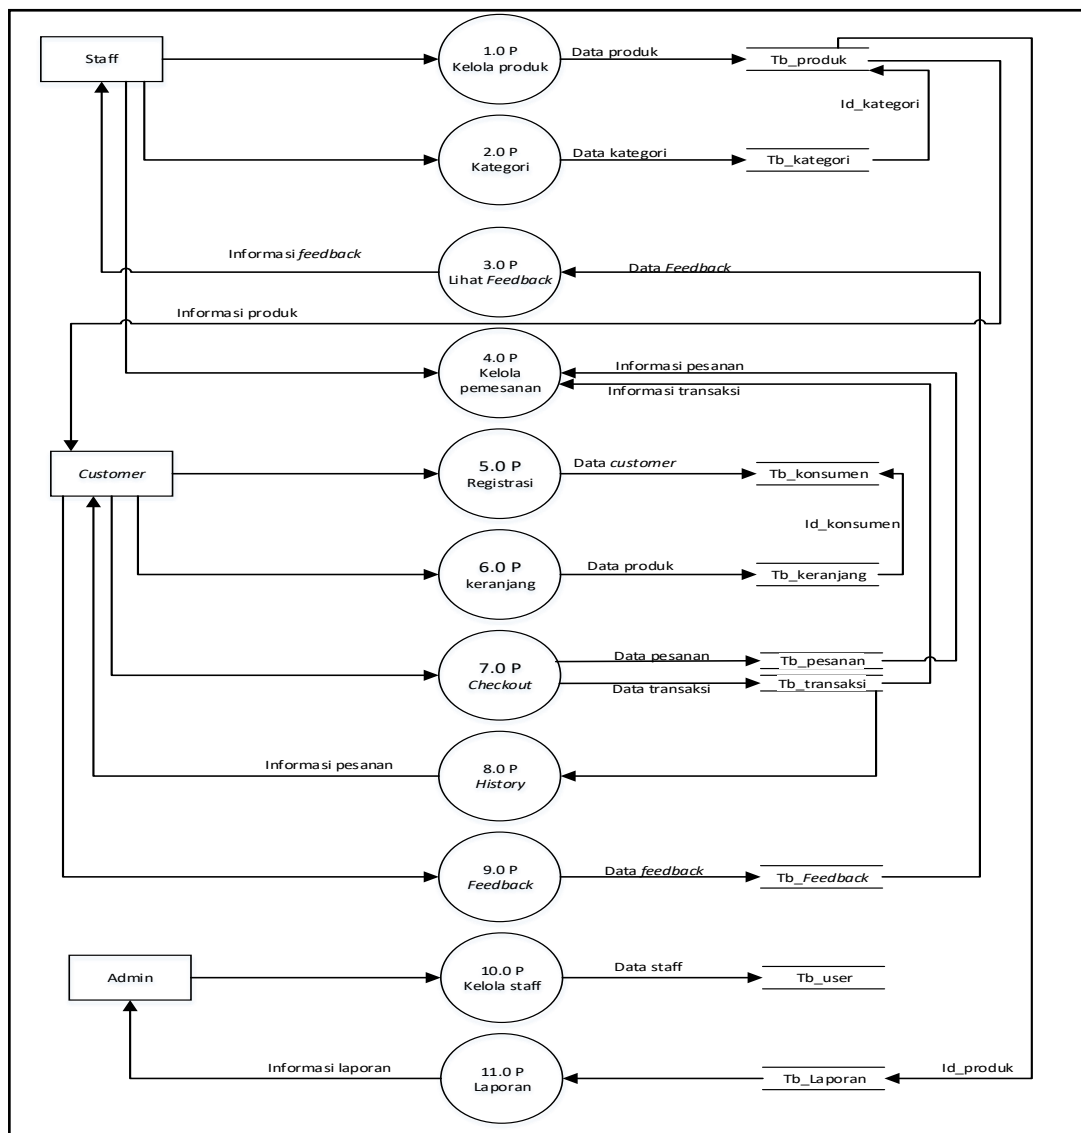 Staff
1.0 P
Kelola produk
Data produk
Tb_produk
Id_kategori
2.0 P
Kategori
Data kategori
Tb_kategori
Informasi feedback
3.0 P
Lihat Feedback
Data Feedback
Informasi produk
4.0 P
Kelola
pemesanan
Informasi pesanan
Informasi transaksi
Customer
5.0 P
Registrasi
Data customer
Tb_konsumen
Id_konsumen
6.0 P
keranjang
Data produk
Tb_keranjang
7.0 P
Checkout
Data pesanan
Tb_pesanan
Data transaksi
Tb_transaksi
Informasi pesanan
8.0 P
History
9.0 P
Feedback
Data feedback
Tb_Feedback
Admin
10.0 P
Kelola staff
Data staff
Tb_user
Informasi laporan
11.0 P
Laporan
Tb_Laporan
Id_produk